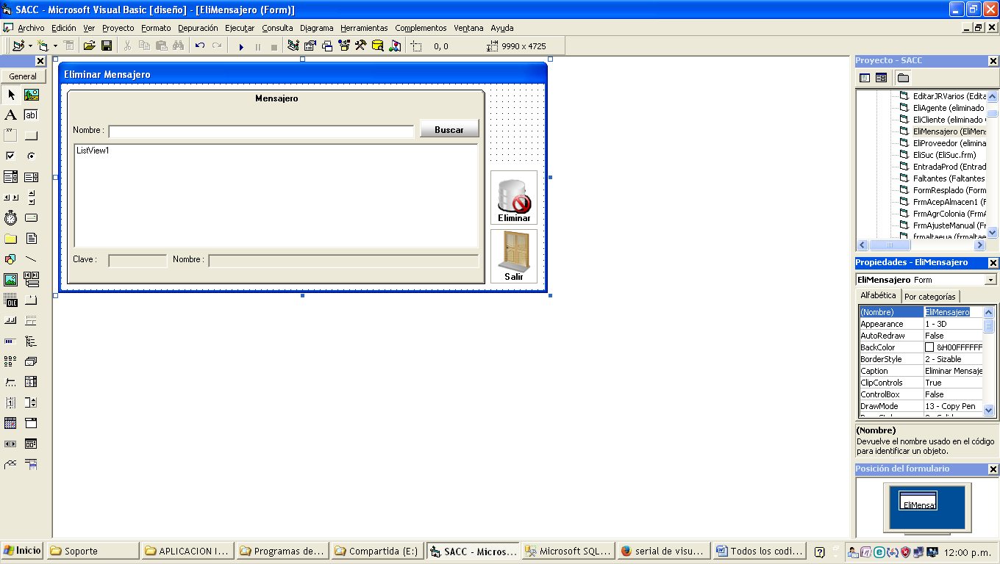 SACC - Microsoft Visual Basic [diseño] - [EliMensajero (Form)]
Archivo Edición Ver Proyecto Formato Depuración Ejecutar Consulta Diagrama Herramientas Complementos Ventana Ayuda
0, 0 9990 x 4725
General
A
ab|
xv
OLE
Eliminar Mensajero
Mensajero
Nombre :
Buscar
ListView1
Clave :
Nombre :
Eliminar
Salir
Proyecto - SACC
EditarJRVarios (Edita
EliAgente (eliminado
EliCliente (eliminado
EliMensajero (EliMens
EliProveedor (elimina
EliSuc (EliSuc.frm)
EntradaProd (Entrad
Faltantes (Faltantes
FormResplado (Form
FrmAcepAlmacen1 (F
FrmAgrColonia (FrmA
FrmAjusteManual (Fr
Propiedades - EliMensajero
EliMensajero Form
Alfabética Por categorías
(Nombre) EliMensajero
Appearance 1 - 3D
AutoRedraw False
BackColor &H00FFFFFF
BorderStyle 2 - Sizable
Caption Eliminar Mensaje
ClipControls True
ControlBox False
DrawMode 13 - Copy Pen
(Nombre)
Devuelve el nombre usado en el código
para identificar un objeto.
Posición del formulario
EliMensa
Inicio Soporte APLICACION I... Programas de... Compartida (E:) SACC - Micros... Microsoft SQL... serial de visu... Todos los codi... 12:00 p.m.